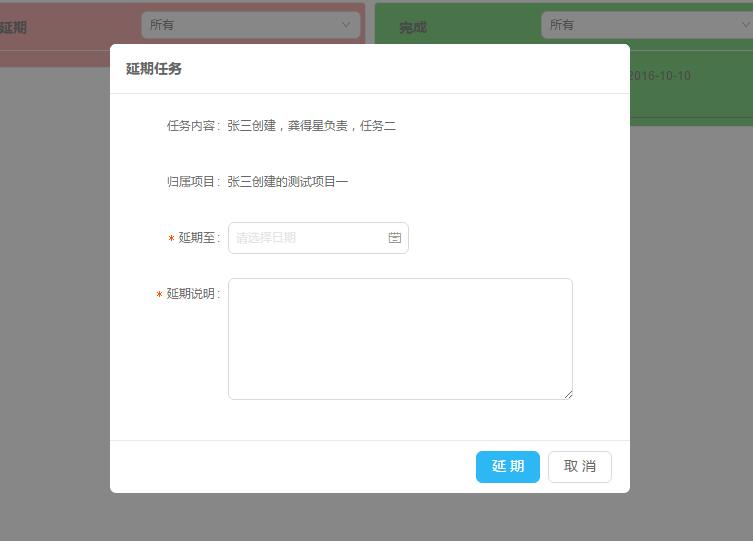 延期
所有
完成
所有
2016-10-10
延期任务
任务内容: 张三创建，龚得星负责，任务二
归属项目: 张三创建的测试项目一
* 延期至: 请选择日期
* 延期说明:
延 期
取 消